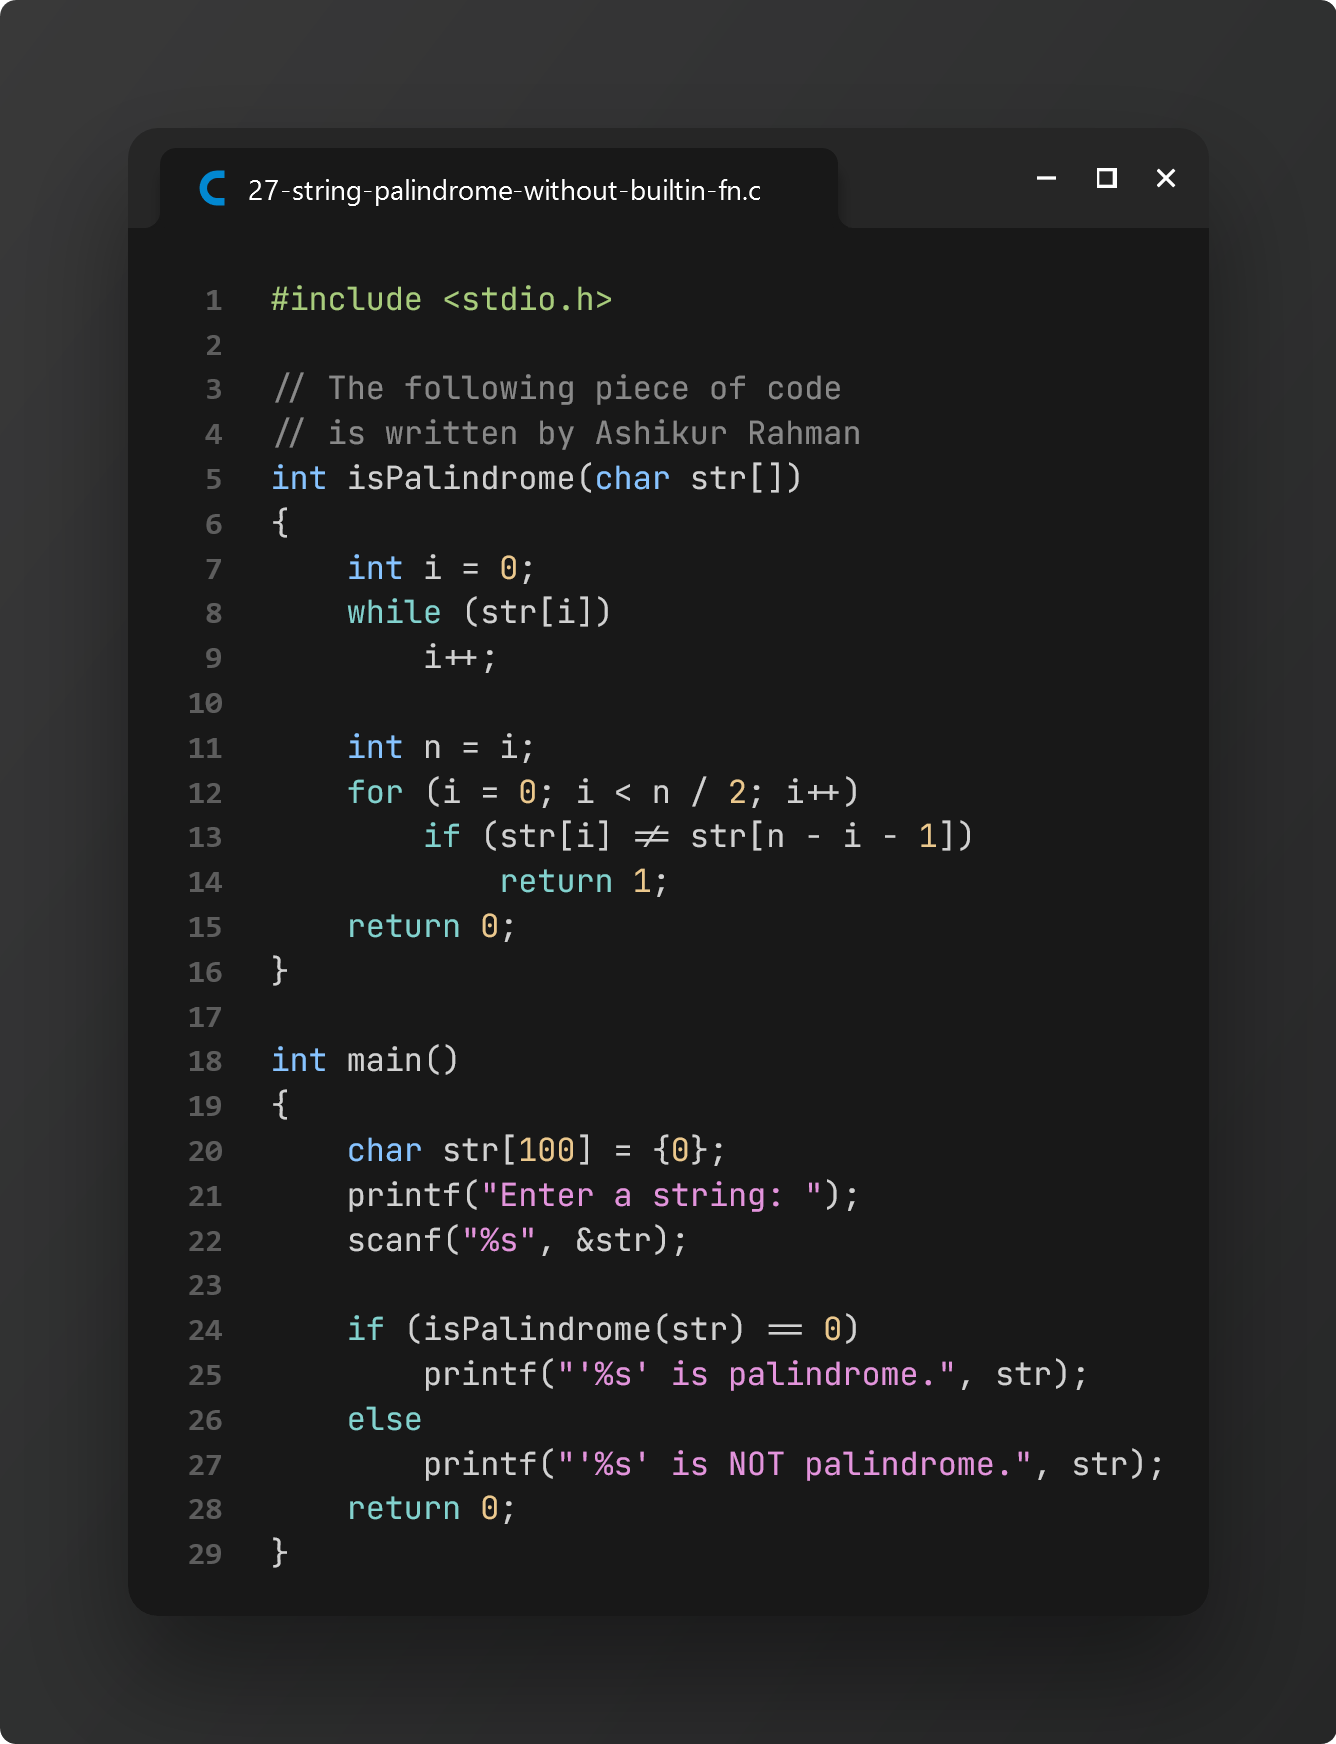 27-string-palindrome-without-builtin-fn.c
1 #include <stdio.h>
2
3 // The following piece of code
4 // is written by Ashikur Rahman
5 int isPalindrome(char str[])
6 {
7     int i = 0;
8     while (str[i])
9         i++;
10
11     int n = i;
12     for (i = 0; i < n / 2; i++)
13         if (str[i] != str[n - i - 1])
14             return 1;
15     return 0;
16 }
17
18 int main()
19 {
20     char str[100] = {0};
21     printf("Enter a string: ");
22     scanf("%s", &str);
23
24     if (isPalindrome(str) == 0)
25         printf("'%s' is palindrome.", str);
26     else
27         printf("'%s' is NOT palindrome.", str);
28     return 0;
29 }